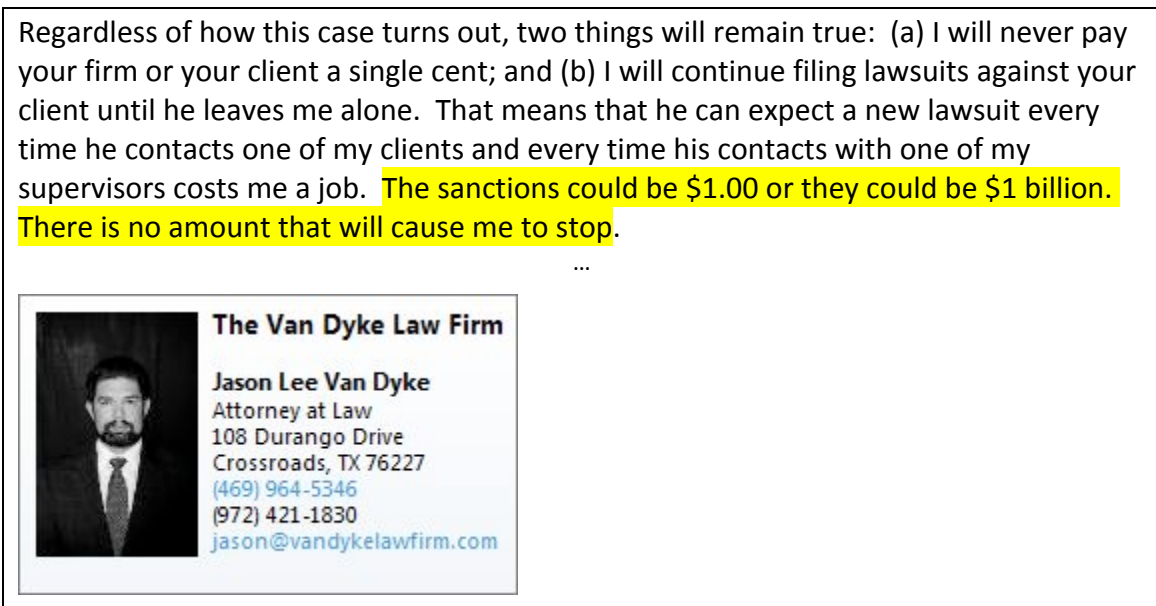 Regardless of how this case turns out, two things will remain true:  (a) I will never pay
your firm or your client a single cent; and (b) I will continue filing lawsuits against your
client until he leaves me alone.  That means that he can expect a new lawsuit every
time he contacts one of my clients and every time his contacts with one of my
supervisors costs me a job.  The sanctions could be $1.00 or they could be $1 billion.
There is no amount that will cause me to stop.
...
The Van Dyke Law Firm
Jason Lee Van Dyke
Attorney at Law
108 Durango Drive
Crossroads, TX 76227
(469) 964-5346
(972) 421-1830
jason@vandykelawfirm.com